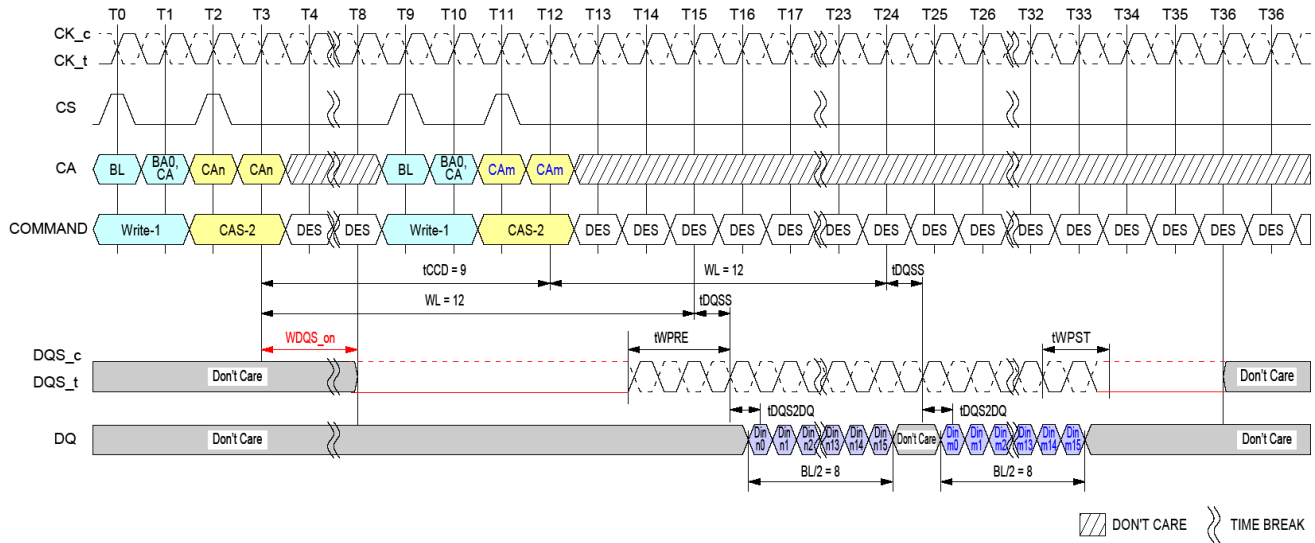 T0 T1 T2 T3 T4 T8 T9 T10 T12 T13 T14 T15 T16 T17 T23 T24 T25 T26 T32 T33 T34 T35 T36 T36
CK_c
CK_t
CS
CA BL BA0, CA CAn CAn BL BA0, CA CAm CAm
COMMAND Write-1 CAS-2 DES DES Write-1 CAS-2 DES DES DES DES DES DES DES DES DES DES DES DES DES DES DES
tCCD = 9 WL = 12 tDQSS
WL = 12 tDQSS
WDQS_on tWPRE tWPST
DQS_c
DQS_t Don't Care Don't Care
tDQS2DQ tDQS2DQ
DQ Don't Care Din n0 Din n1 Din n2 Din n13 Din n14 Din n15 Don't Care Din m0 Din m1 Din m2 Din m13 Din m14 Din m15 Don't Care
BL/2 = 8 BL/2 = 8
DON'T CARE TIME BREAK